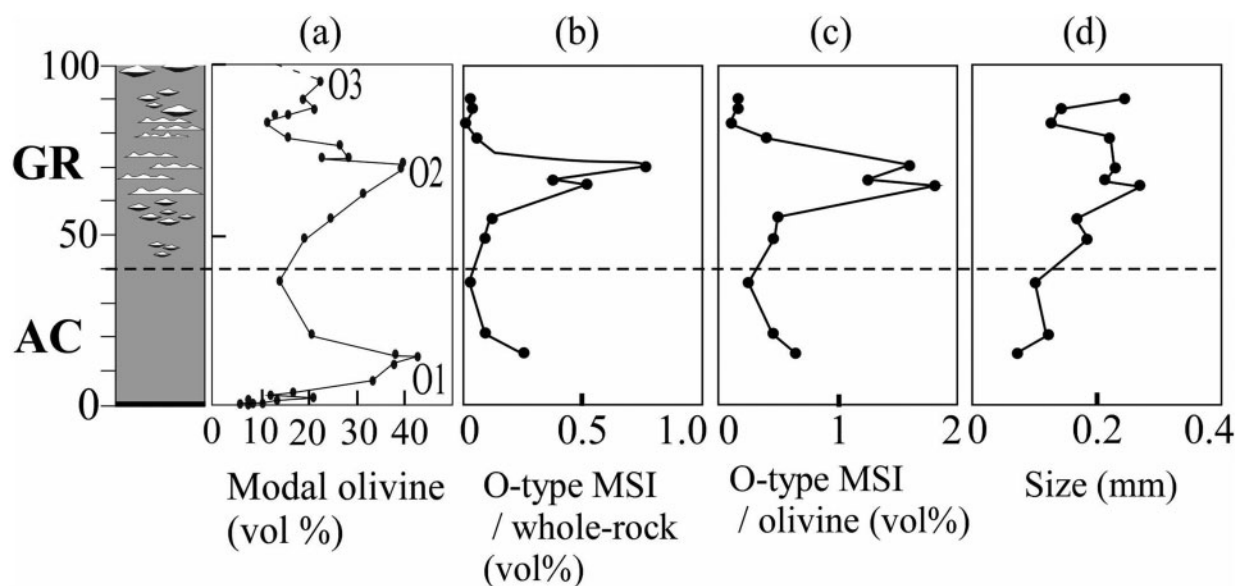 (a) (b) (c) (d)
100
O3
GR
O2
50
AC
O1
0
0 10 20 30 40 0 0.5 1.0 0 1 2 0 0.2 0.4
Modal olivine
(vol %)
O-type MSI
/ whole-rock
(vol%)
O-type MSI
/ olivine (vol%)
Size (mm)